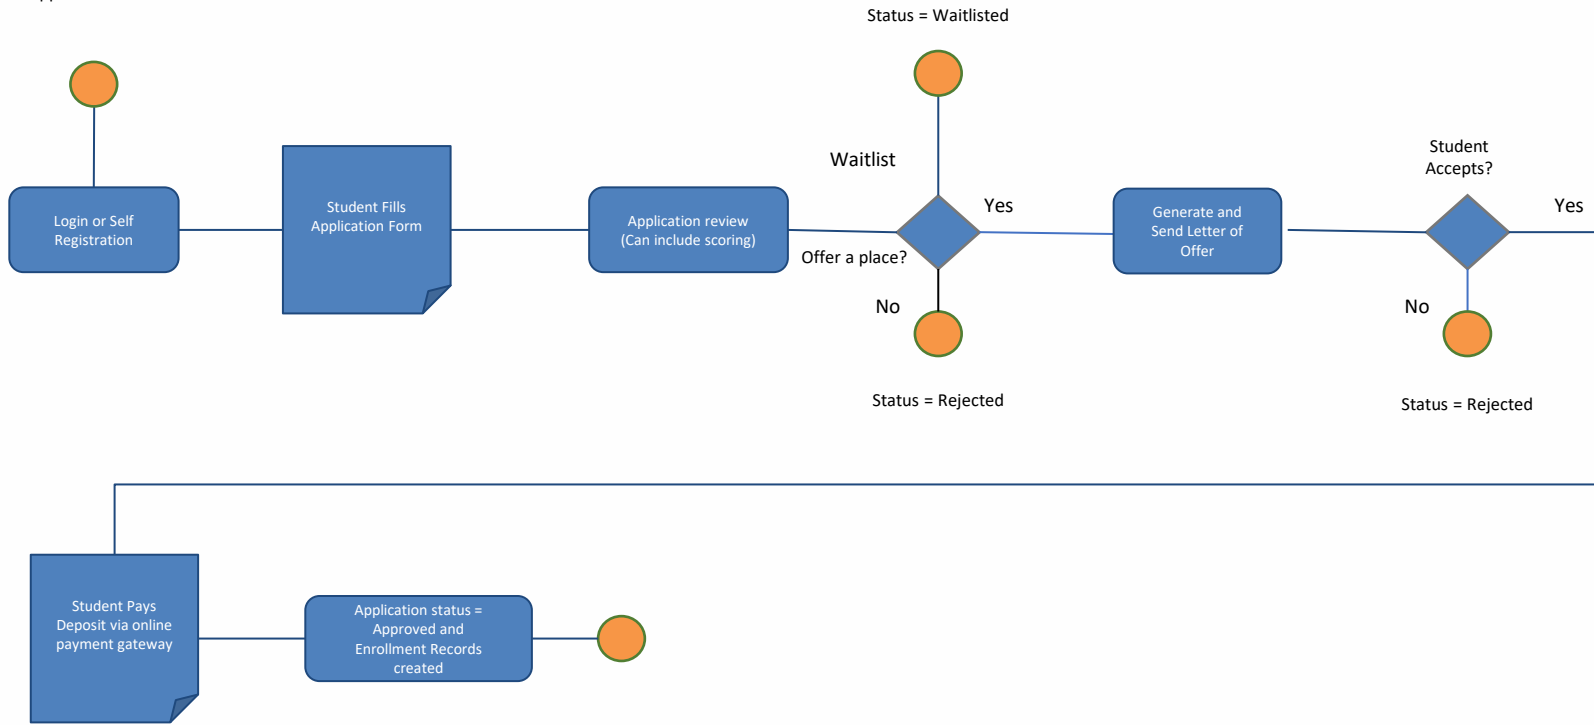 Status = Waitlisted
Login or Self
Registration
Student Fills
Application Form
Application review
(Can include scoring)
Waitlist
Offer a place?
Yes
No
Status = Rejected
Generate and
Send Letter of
Offer
Student
Accepts?
Yes
No
Status = Rejected
Student Pays
Deposit via online
payment gateway
Application status =
Approved and
Enrollment Records
created